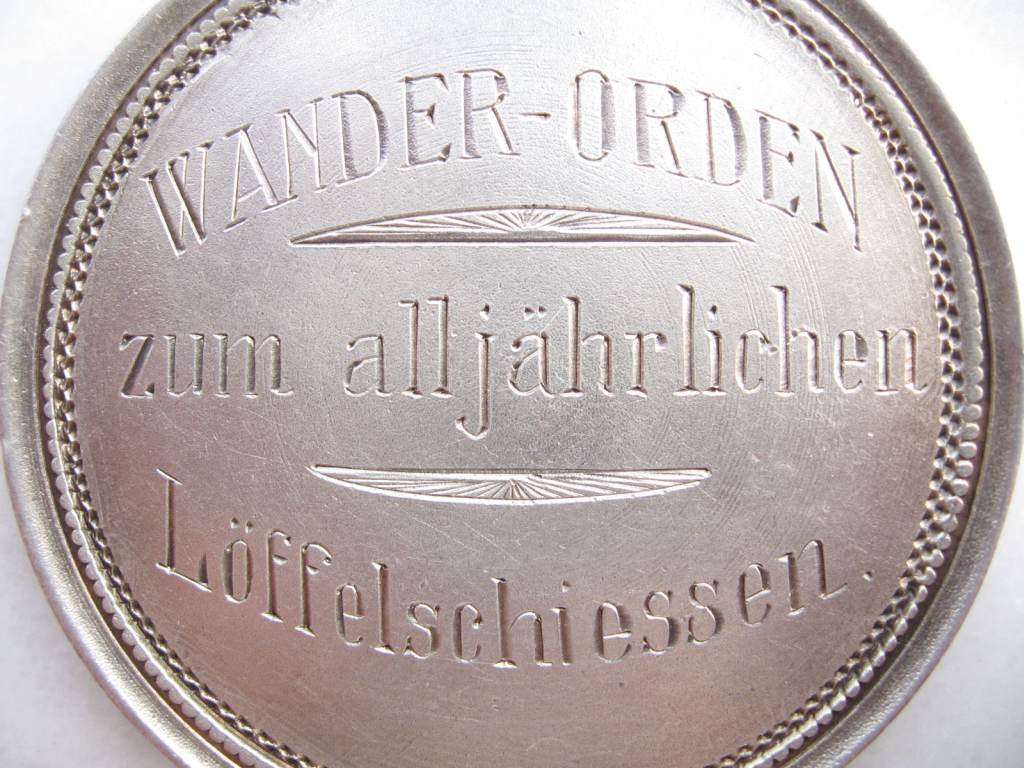 WANDER-ORDEN
zum alljährlichen
Löffelschiessen.